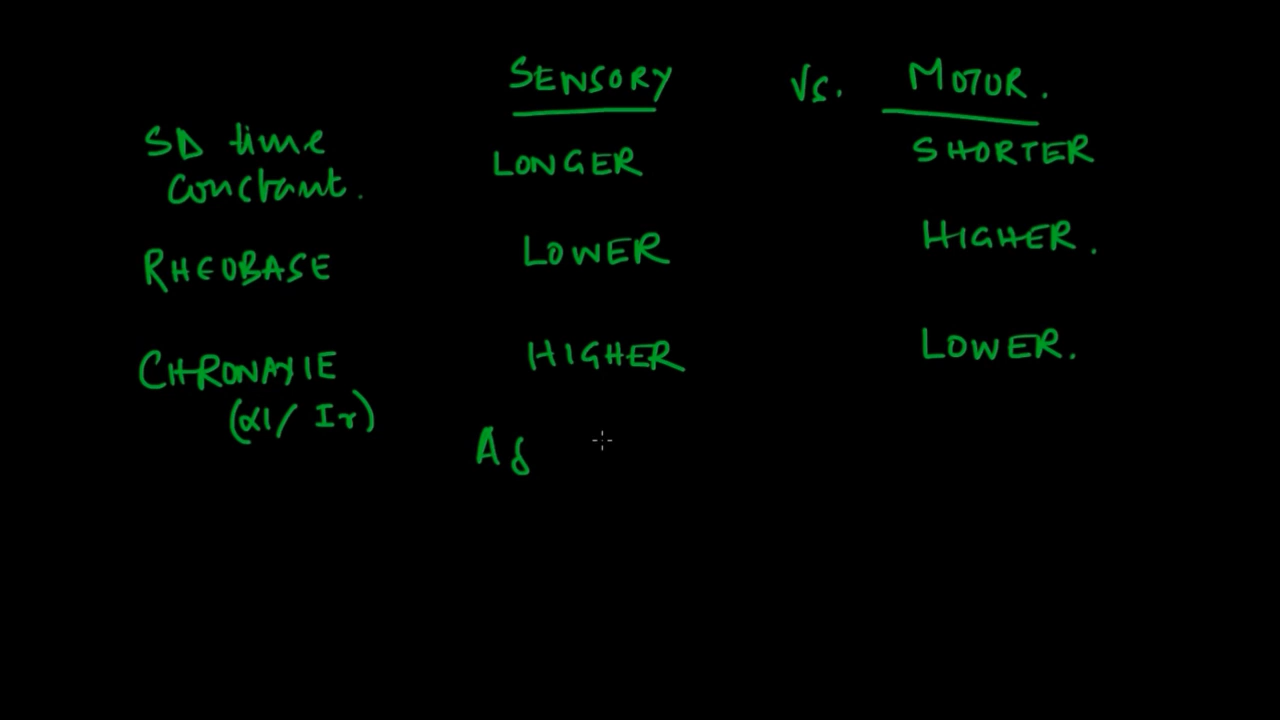 SENSORY Vs. MOTOR.
SD time constant. LONGER SHORTER
RHEOBASE LOWER HIGHER.
CHRONAXIE HIGHER LOWER.
(α1/ Ir)
Aδ